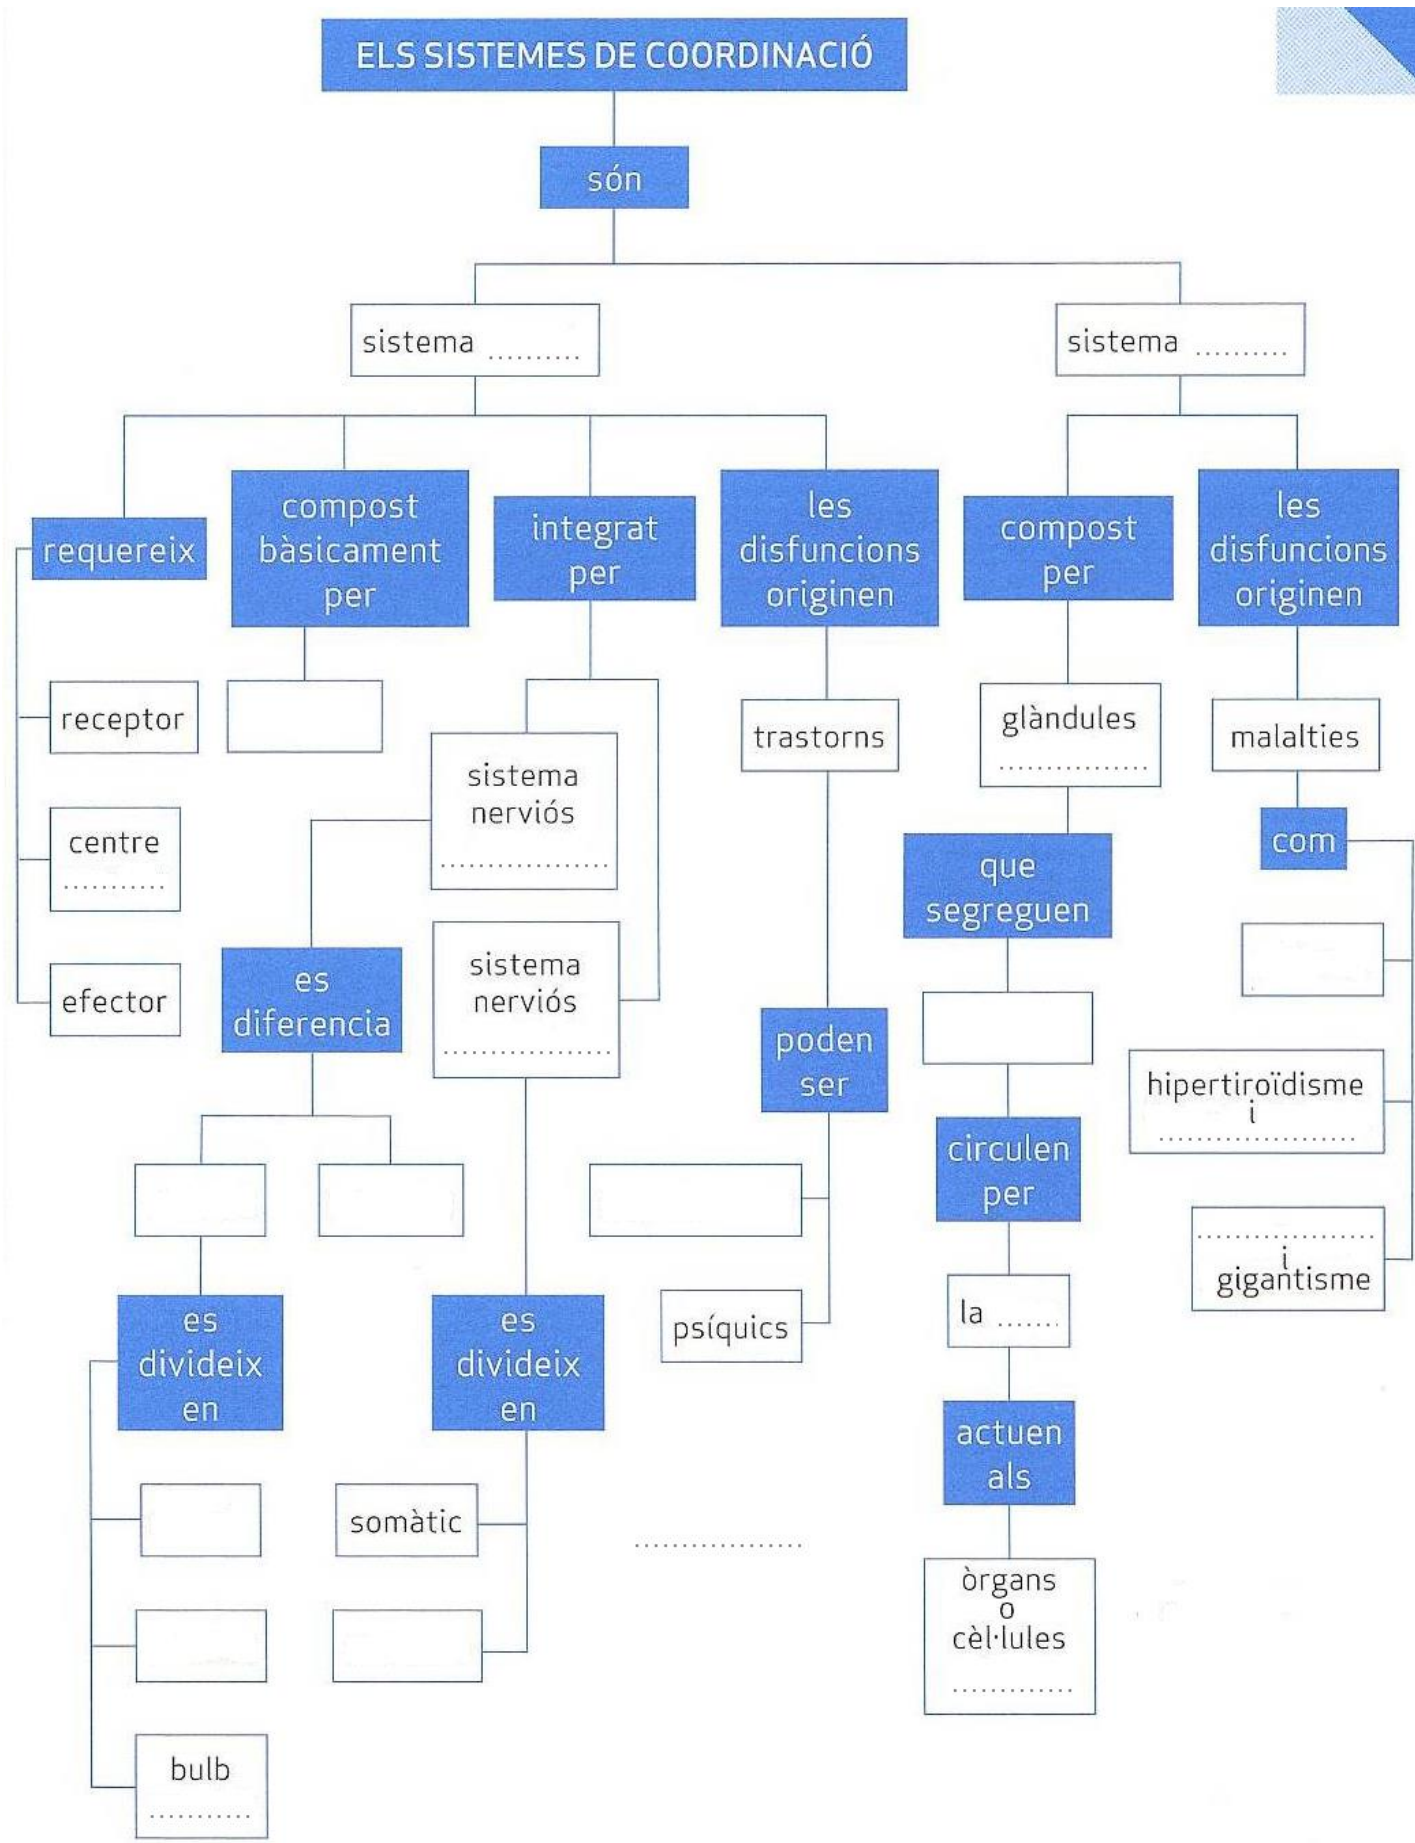 ELS SISTEMES DE COORDINACIÓ
són
sistema ..........
sistema ..........
requereix
receptor
centre
...........
efector
compost
bàsicament
per
integrat
per
sistema
nerviós
..................
sistema
nerviós
..................
es
diferencia
es
divideix
en
bulb
...........
es
divideix
en
somàtic
les
disfuncions
originen
trastorns
poden
ser
psíquics
..................
compost
per
glàndules
................
que
segreguen
circulen
per
la .......
actuen
als
òrgans
o
cèl·lules
.............
les
disfuncions
originen
malalties
com
hipertiroïdisme
i
.....................
...................
i
gigantisme